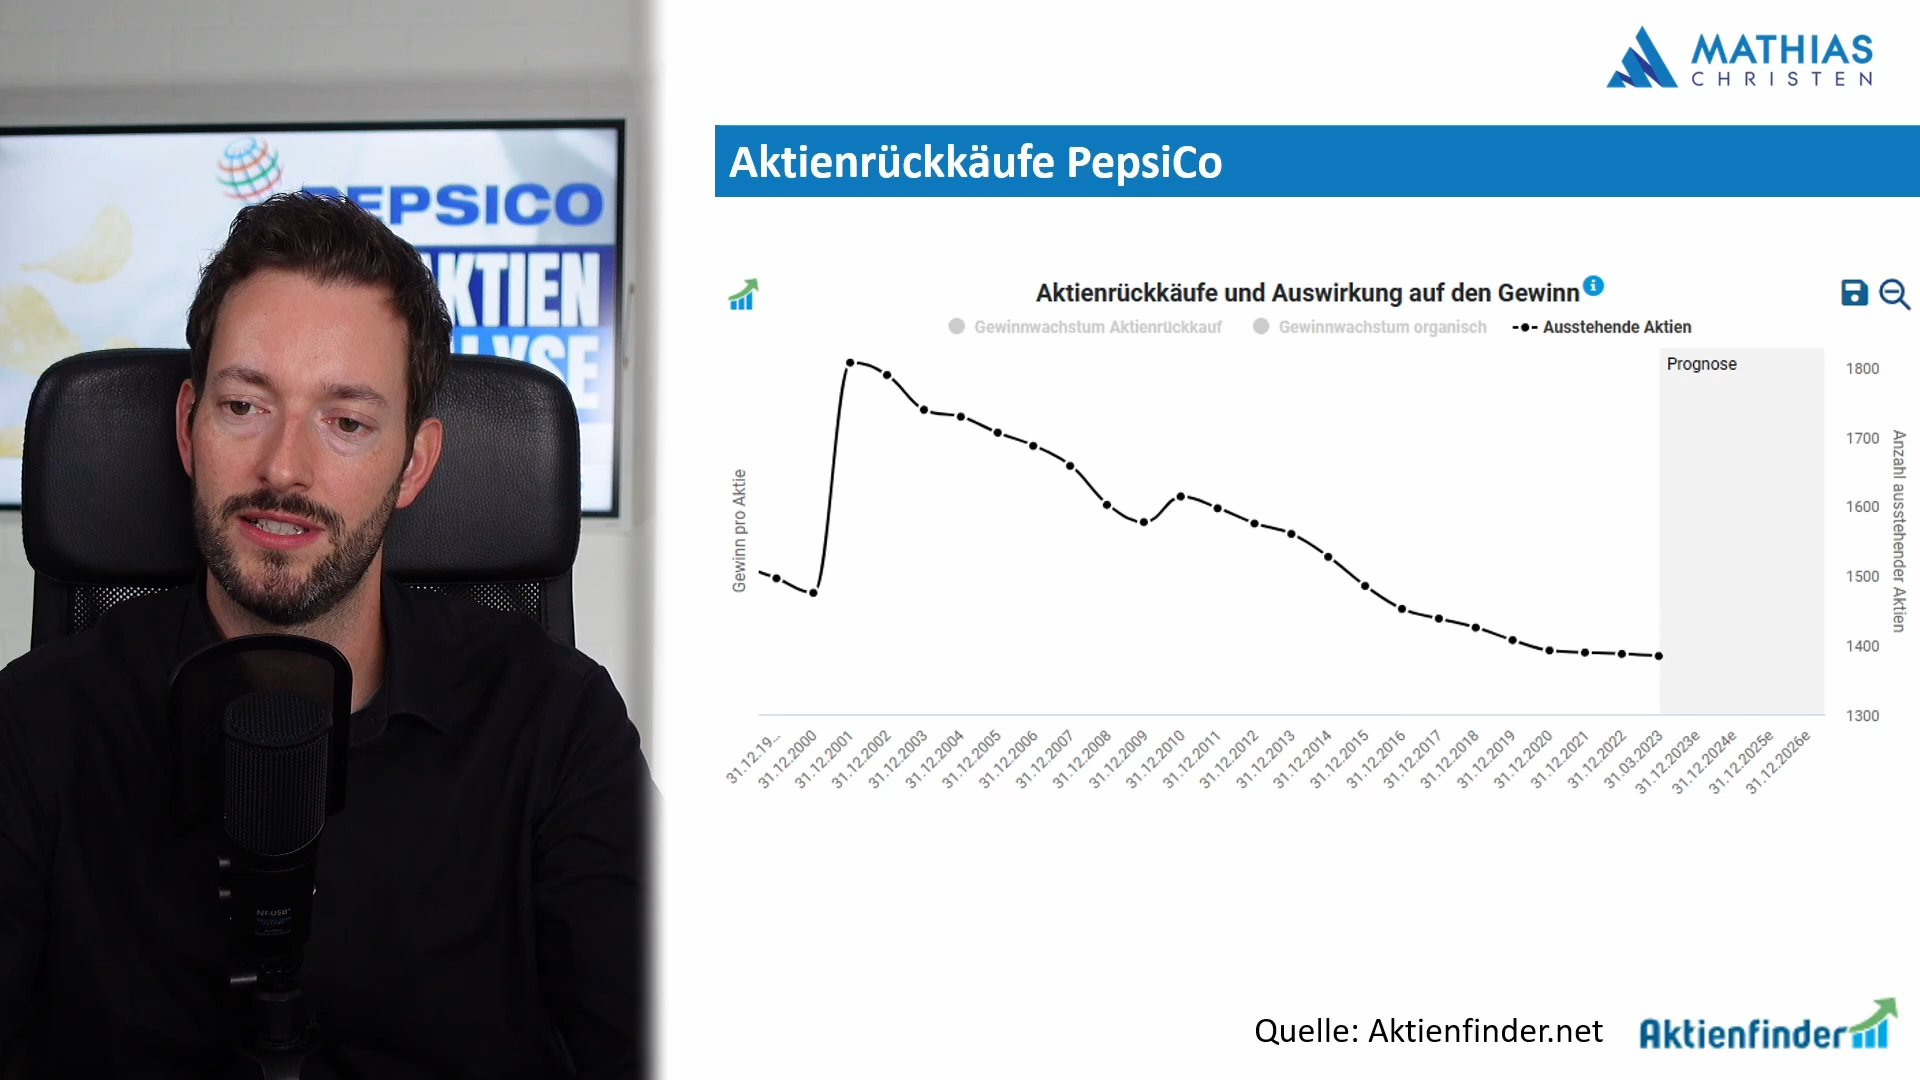 MATHIAS
CHRISTEN
Aktienrückkäufe PepsiCo
PEPSICO
AKTIEN
LYSE
Aktienrückkäufe und Auswirkung auf den Gewinn
Gewinnwachstum Aktienrückkauf
Gewinnwachstum organisch
Ausstehende Aktien
Prognose
Gewinn pro Aktie
1800
1700
1600
1500
1400
1300
Anzahl ausstehender Aktien
31.12.19...
31.12.2000
31.12.2001
31.12.2002
31.12.2003
31.12.2004
31.12.2005
31.12.2006
31.12.2007
31.12.2008
31.12.2009
31.12.2010
31.12.2011
31.12.2012
31.12.2013
31.12.2014
31.12.2015
31.12.2016
31.12.2017
31.12.2018
31.12.2019
31.12.2020
31.12.2021
31.12.2022
31.03.2023
31.12.2023e
31.12.2024e
31.12.2025e
31.12.2026e
NT-USB
Quelle: Aktienfinder.net
Aktienfinder